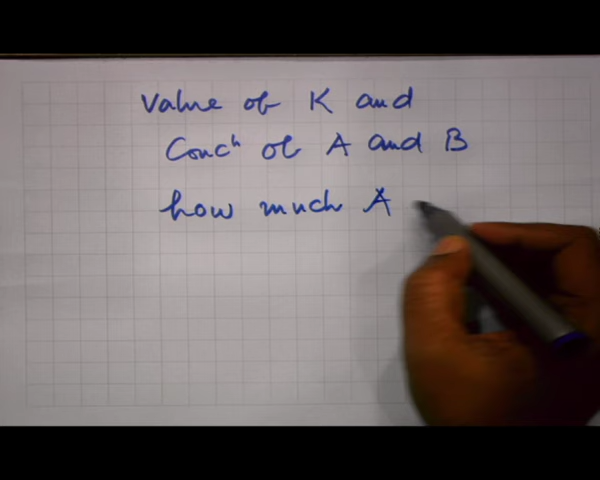 Value of K and
Concn of A and B
how much A